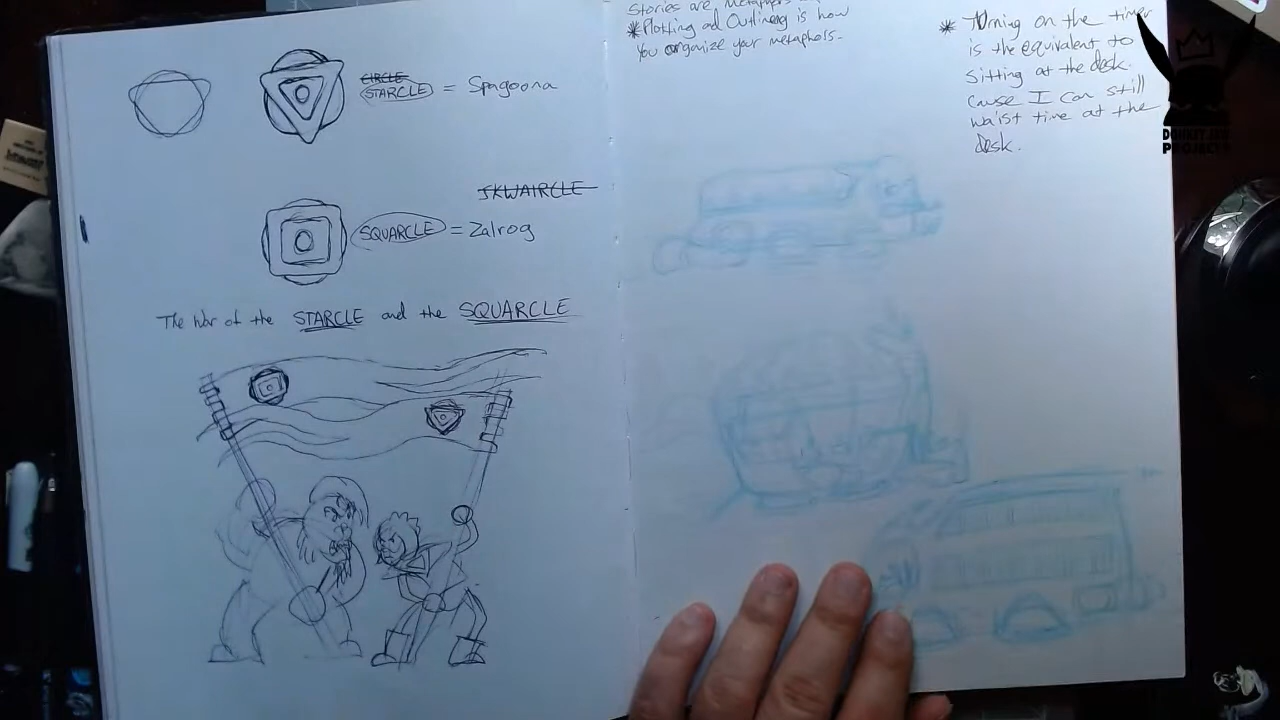 CIRCLE
STARCLE = Spagoona
SKWAIRCLE
SQUARCLE = Zalrog
The War of the STARCLE and the SQUARCLE
Stories are Metaphors
* Plotting and Outlining is how
You organize your metaphors.
* Turning on the timer
is the equivalent to
sitting at the desk.
cause I can still
waist time at the
desk.
PROJECTS